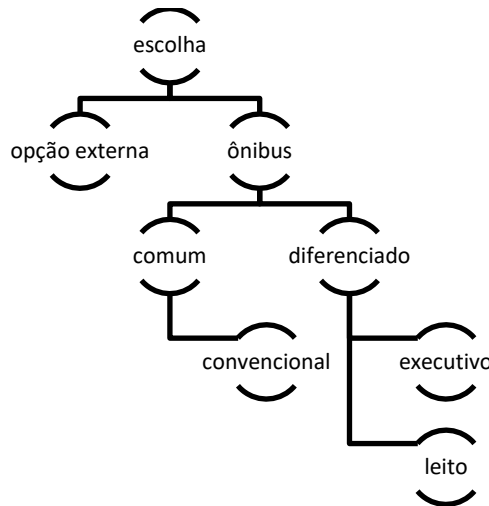 escolha
opção externa
ônibus
comum
diferenciado
convencional
executivo
leito